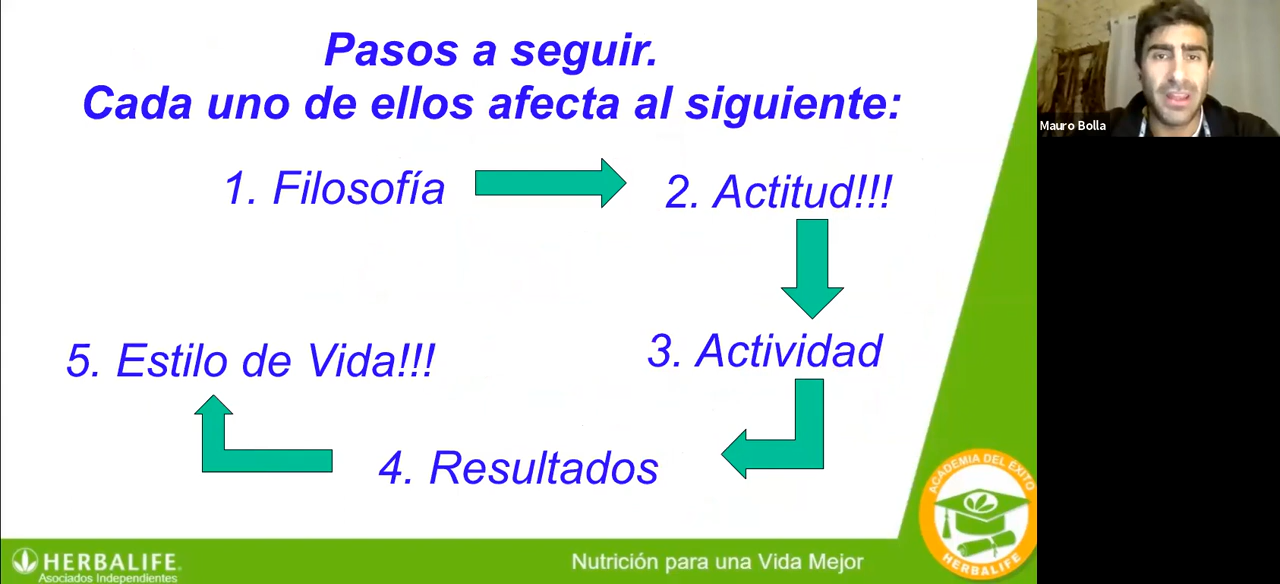 Pasos a seguir.
Cada uno de ellos afecta al siguiente:
1. Filosofía
2. Actitud!!!
3. Actividad
4. Resultados
5. Estilo de Vida!!!
HERBALIFE.
Asociados Independientes
Nutrición para una Vida Mejor
ACADEMIA DEL ÉXITO
HERBALIFE
Mauro Bolla